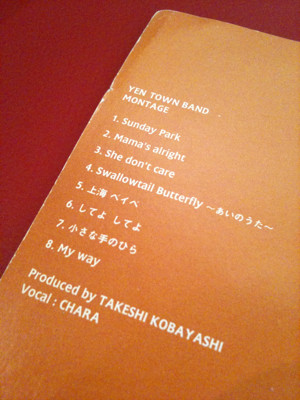 YEN TOWN BAND
MONTAGE
1. Sunday Park
2. Mama's alright
3. She don't care
4. Swallowtail Butterfly ～あいのうた～
5. 上海 ベイベ
6. してよ してよ
7. 小さな手のひら
8. My way
Produced by TAKESHI KOBAYASHI
Vocal : CHARA